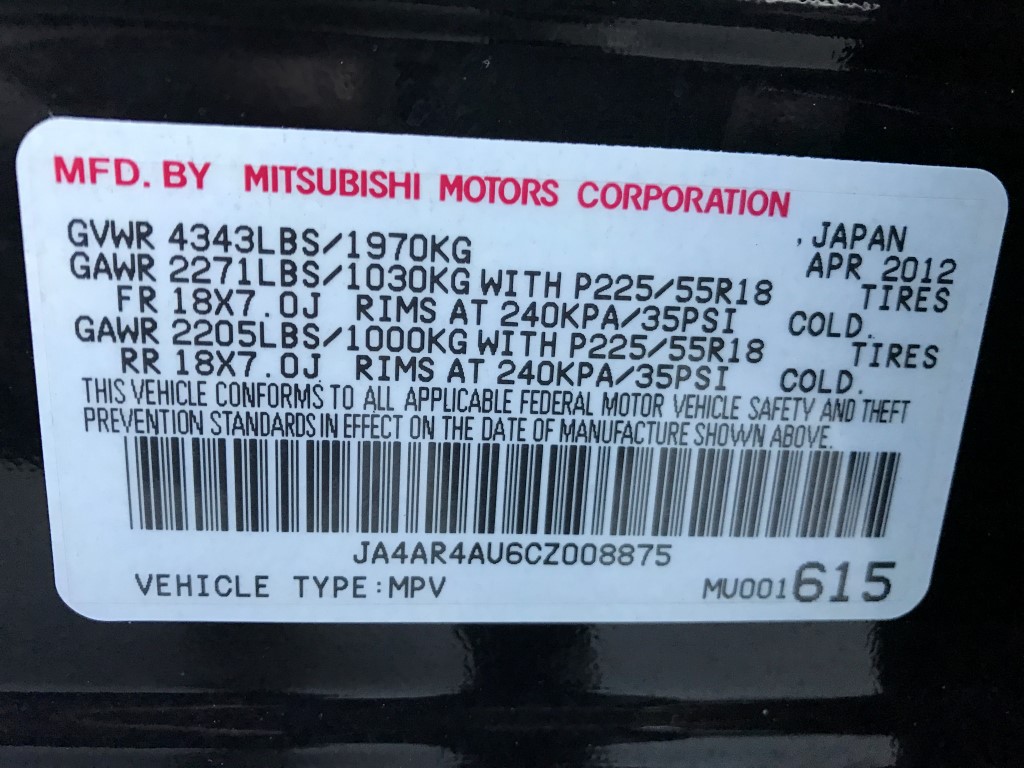 MFD. BY MITSUBISHI MOTORS CORPORATION
GVWR 4343LBS/1970KG , JAPAN
GAWR 2271LBS/1030KG WITH P225/55R18 APR 2012
FR 18X7.0J RIMS AT 240KPA/35PSI TIRES COLD.
GAWR 2205LBS/1000KG WITH P225/55R18 TIRES
RR 18X7.0J RIMS AT 240KPA/35PSI COLD.
THIS VEHICLE CONFORMS TO ALL APPLICABLE FEDERAL MOTOR VEHICLE SAFETY AND THEFT
PREVENTION STANDARDS IN EFFECT ON THE DATE OF MANUFACTURE SHOWN ABOVE.
JA4AR4AU6CZ008875
VEHICLE TYPE:MPV MU001615